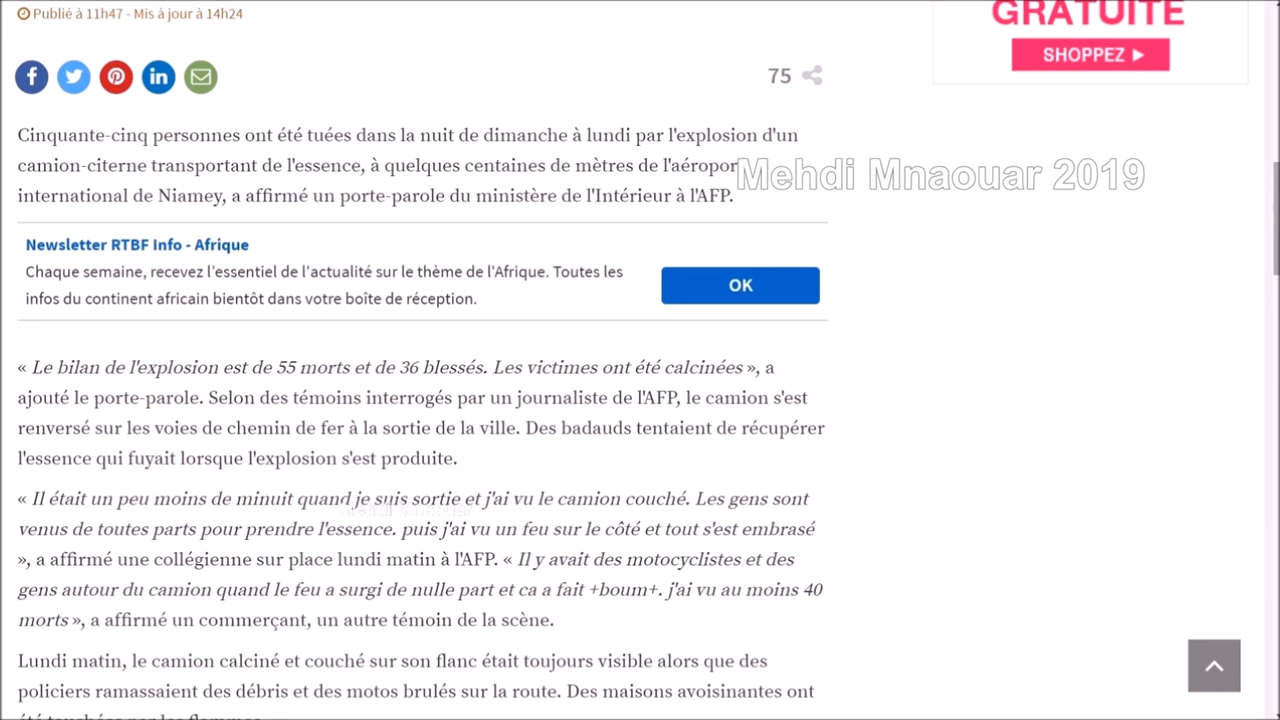 Publié à 11h47 - Mis à jour à 14h24
GRATUITE
SHOPPEZ
75
Cinquante-cinq personnes ont été tuées dans la nuit de dimanche à lundi par l'explosion d'un
camion-citerne transportant de l'essence, à quelques centaines de mètres de l'aéropor
Mehdi Mnaouar 2019
international de Niamey, a affirmé un porte-parole du ministère de l'Intérieur à l'AFP.
Newsletter RTBF Info - Afrique
Chaque semaine, recevez l'essentiel de l'actualité sur le thème de l'Afrique. Toutes les
infos du continent africain bientôt dans votre boîte de réception.
OK
« Le bilan de l'explosion est de 55 morts et de 36 blessés. Les victimes ont été calcinées », a
ajouté le porte-parole. Selon des témoins interrogés par un journaliste de l'AFP, le camion s'est
renversé sur les voies de chemin de fer à la sortie de la ville. Des badauds tentaient de récupérer
l'essence qui fuyait lorsque l'explosion s'est produite.
« Il était un peu moins de minuit quand je suis sortie et j'ai vu le camion couché. Les gens sont
Mehdi Mnaouar
venus de toutes parts pour prendre l'essence. puis j'ai vu un feu sur le côté et tout s'est embrasé
», a affirmé une collégienne sur place lundi matin à l'AFP. « Il y avait des motocyclistes et des
gens autour du camion quand le feu a surgi de nulle part et ca a fait +boum+. j'ai vu au moins 40
morts », a affirmé un commerçant, un autre témoin de la scène.
Lundi matin, le camion calciné et couché sur son flanc était toujours visible alors que des
policiers ramassaient des débris et des motos brulés sur la route. Des maisons avoisinantes ont
été touchées par les flammes.